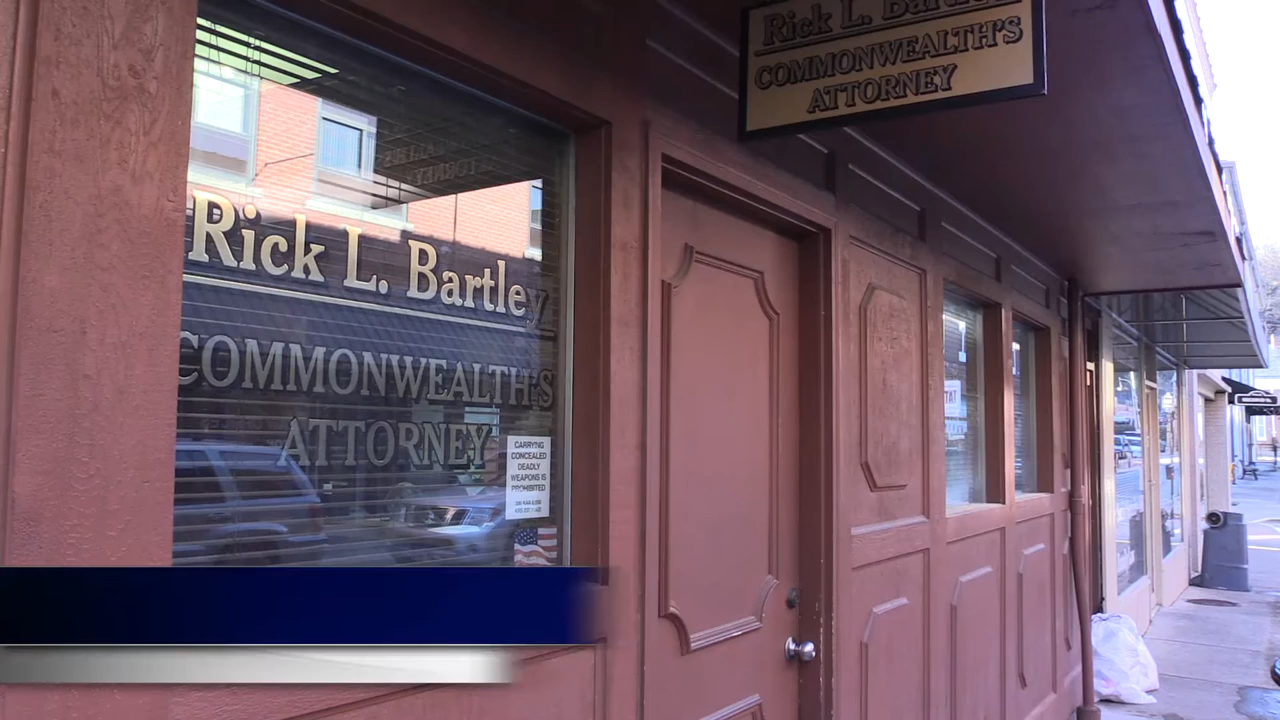 Rick L. Bartley
COMMONWEALTH'S
ATTORNEY
Rick L. Bartley
COMMONWEALTH'S
ATTORNEY
CARRYING
CONCEALED
DEADLY
WEAPONS IS
PROHIBITED